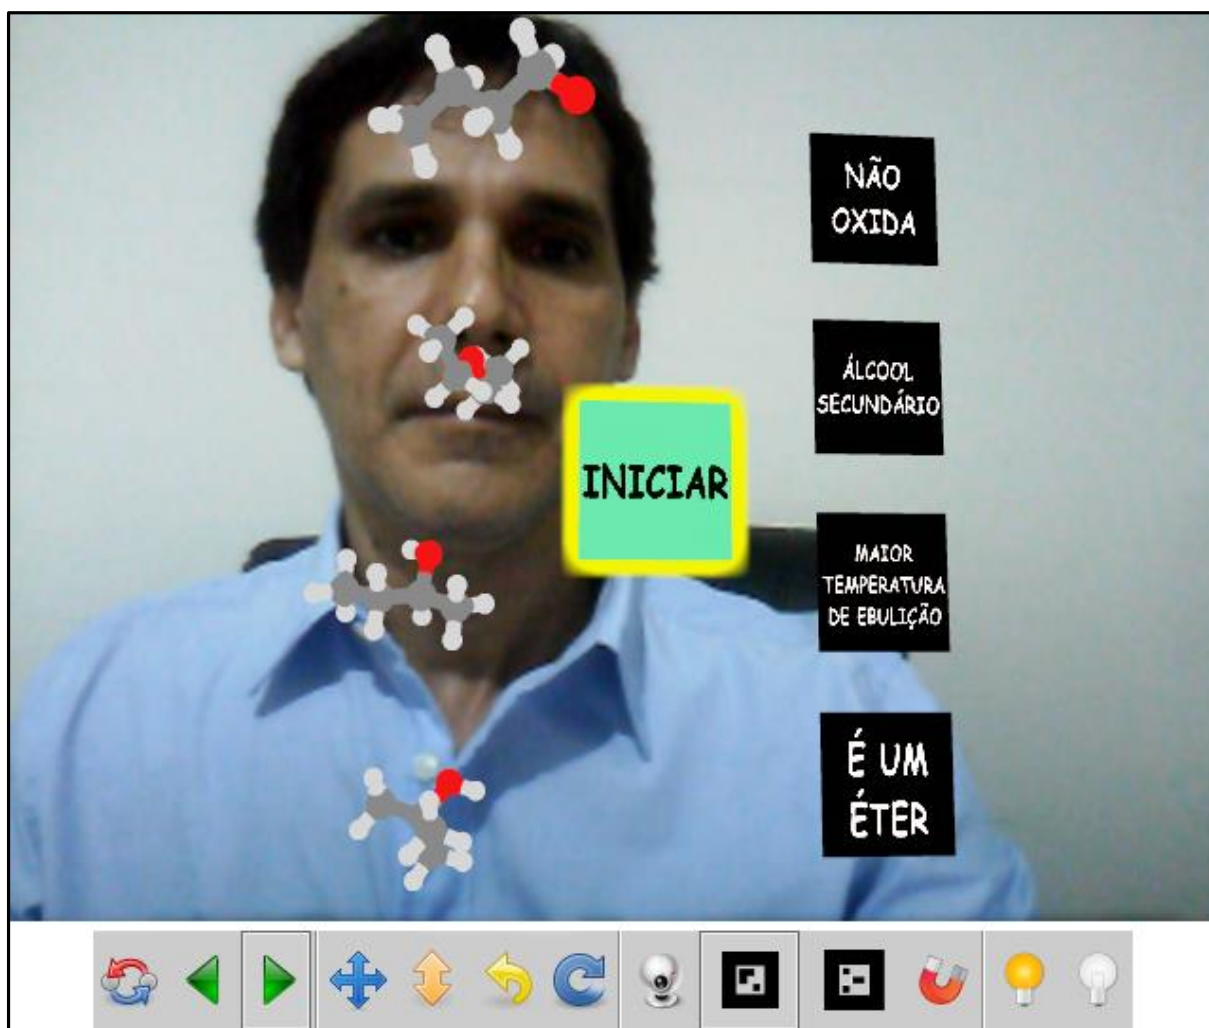 NÃO
OXIDA
ÁLCOOL
SECUNDÁRIO
INICIAR
MAIOR
TEMPERATURA
DE EBULIÇÃO
É UM
ÉTER